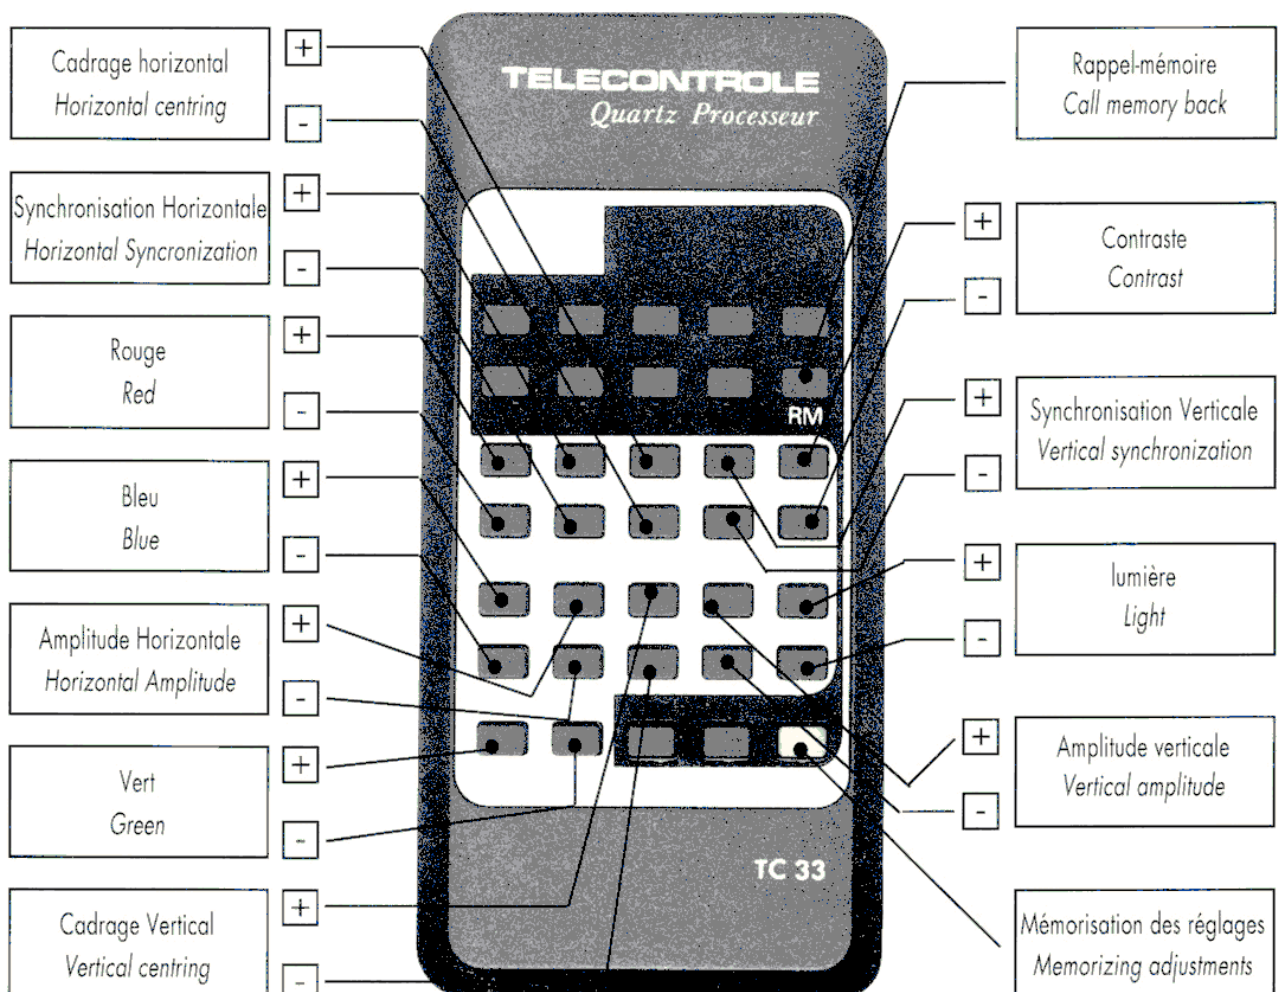 Cadrage horizontal
Horizontal centring
+
-
Synchronisation Horizontale
Horizontal Syncronization
+
-
Rouge
Red
+
-
Bleu
Blue
+
-
Amplitude Horizontale
Horizontal Amplitude
+
-
Vert
Green
+
-
Cadrage Vertical
Vertical centring
+
-
TELECONTROLE
Quartz Processeur
RM
TC 33
Rappel-mémoire
Call memory back
+
-
Contraste
Contrast
+
-
Synchronisation Verticale
Vertical synchronization
+
-
lumière
Light
+
-
Amplitude verticale
Vertical amplitude
Mémorisation des réglages
Memorizing adjustments